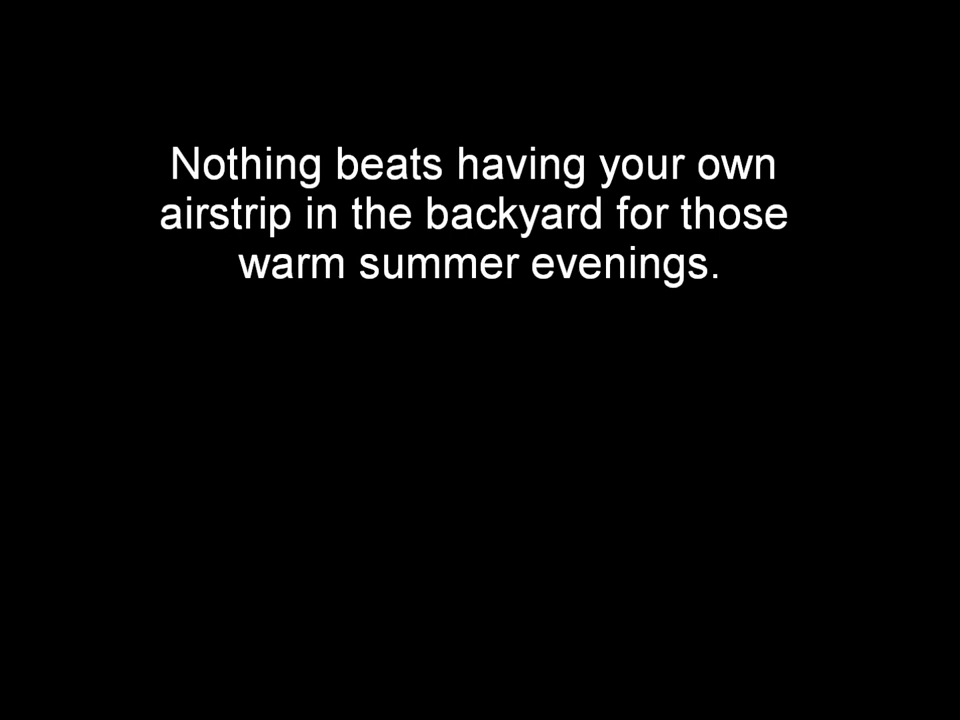 Nothing beats having your own
airstrip in the backyard for those
warm summer evenings.